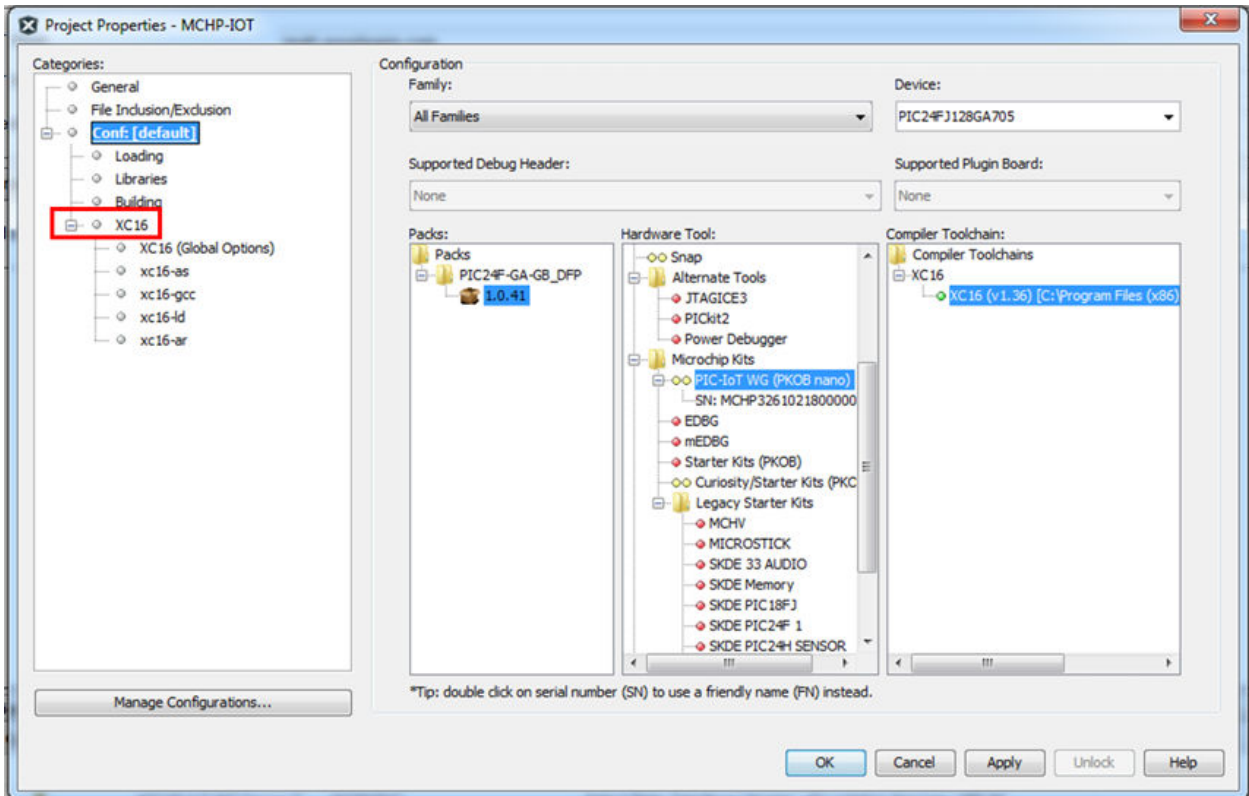 Project Properties - MCHP-IOT
Categories:
General
File Inclusion/Exclusion
Conf: [default]
Loading
Libraries
Building
XC16
XC16 (Global Options)
xc16-as
xc16-gcc
xc16-ld
xc16-ar
Manage Configurations...
Configuration
Family:
All Families
Device:
PIC24FJ128GA705
Supported Debug Header:
None
Supported Plugin Board:
None
Packs:
Packs
PIC24F-GA-GB_DFP
1.0.41
Hardware Tool:
Snap
Alternate Tools
JTAGICE3
PICkit2
Power Debugger
Microchip Kits
PIC-IoT WG (PKOB nano)
SN: MCHP3261021800000
EDBG
mEDBG
Starter Kits (PKOB)
Curiosity/Starter Kits (PKO
Legacy Starter Kits
MCHV
MICROSTICK
SKDE 33 AUDIO
SKDE Memory
SKDE PIC18FJ
SKDE PIC24F 1
SKDE PIC24H SENSOR
Compiler Toolchain:
Compiler Toolchains
XC16
XC16 (v1.36) [C:\Program Files (x86)
*Tip: double click on serial number (SN) to use a friendly name (FN) instead.
OK Cancel Apply Unlock Help